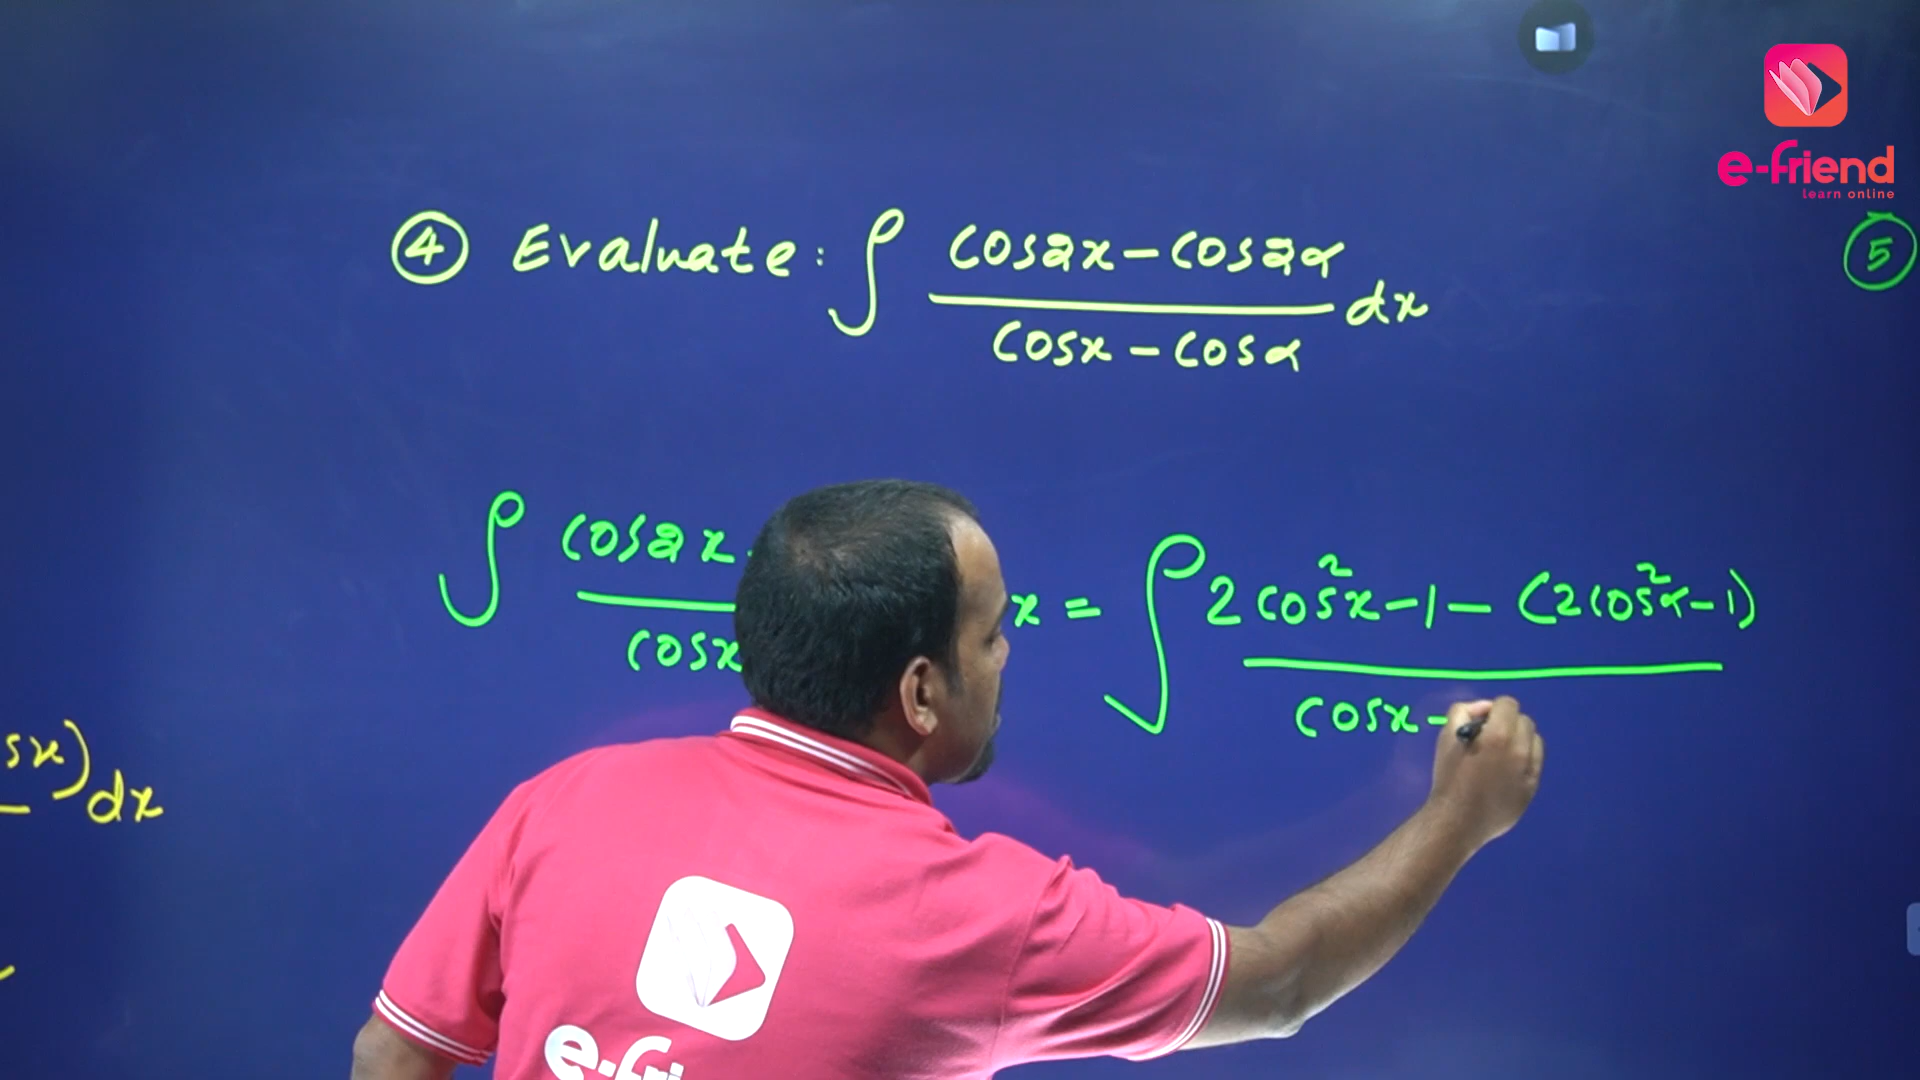 e-friend
learn online
④ Evaluate : ∫ (cos2x - cos2α)/(cosx - cosα) dx
⑤
∫ cos2x
cosx
x = ∫ 2cos²x - 1 - (2cos²α - 1)
cosx -
sx) dx
e-fri